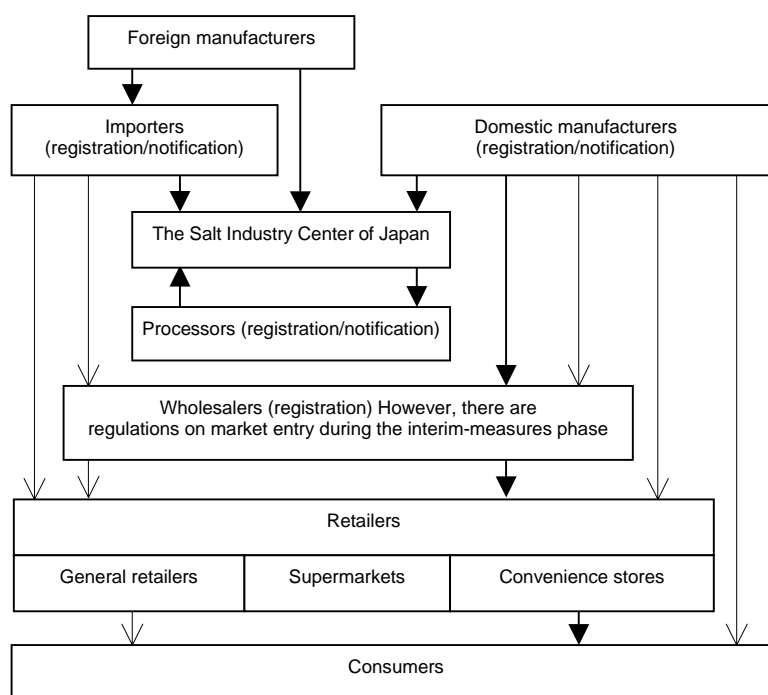 Foreign manufacturers
Importers
(registration/notification)
Domestic manufacturers
(registration/notification)
The Salt Industry Center of Japan
Processors (registration/notification)
Wholesalers (registration) However, there are
regulations on market entry during the interim-measures phase
Retailers
General retailers
Supermarkets
Convenience stores
Consumers